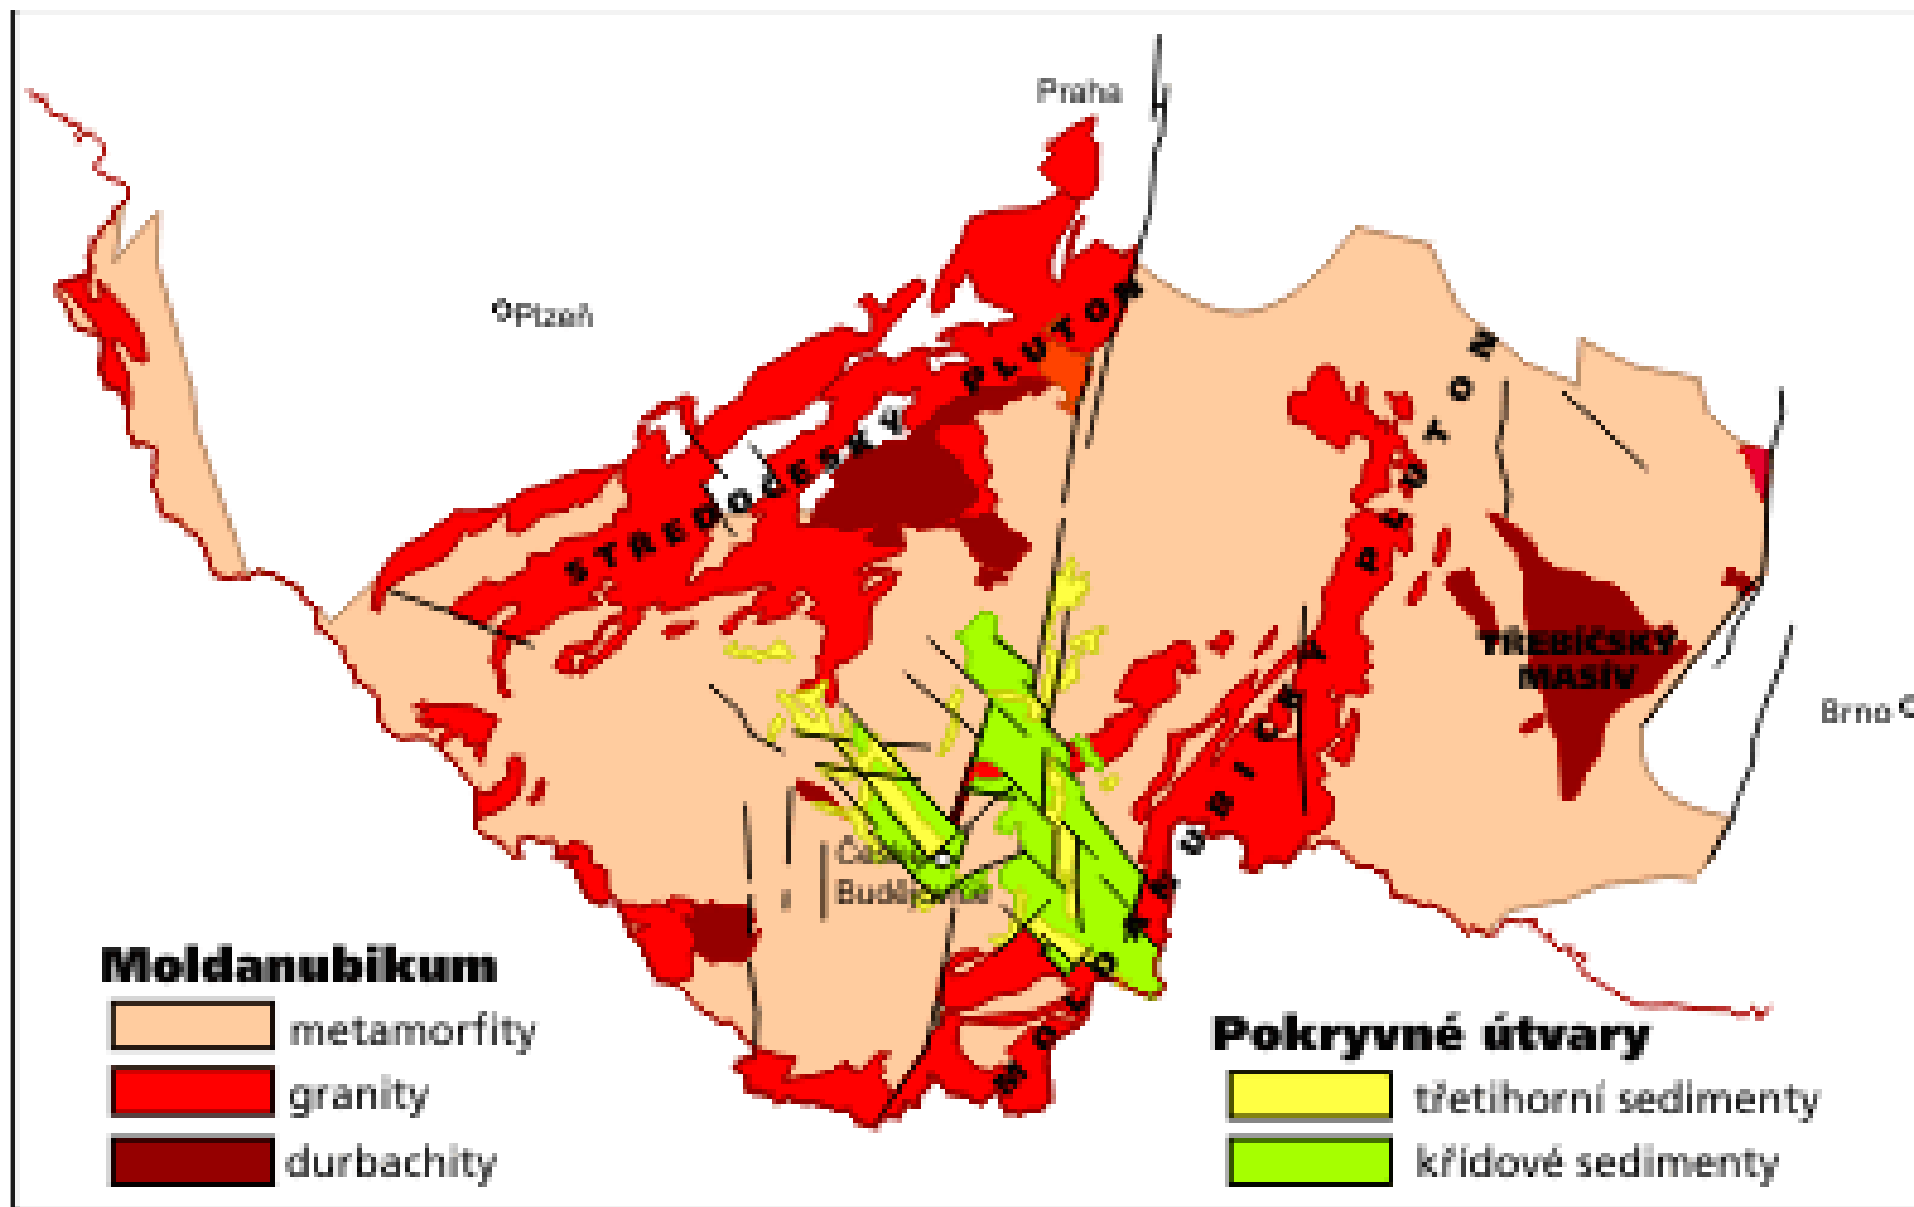 Praha
Plzeň
STŘEDOČESKÝ PLUTON
MOLDANUBICKÝ PLUTON
TŘEBÍČSKÝ
MASÍV
Brno
České
Budějovice
Moldanubikum
metamorfity
granity
durbachity
Pokryvné útvary
třetihorní sedimenty
křídové sedimenty